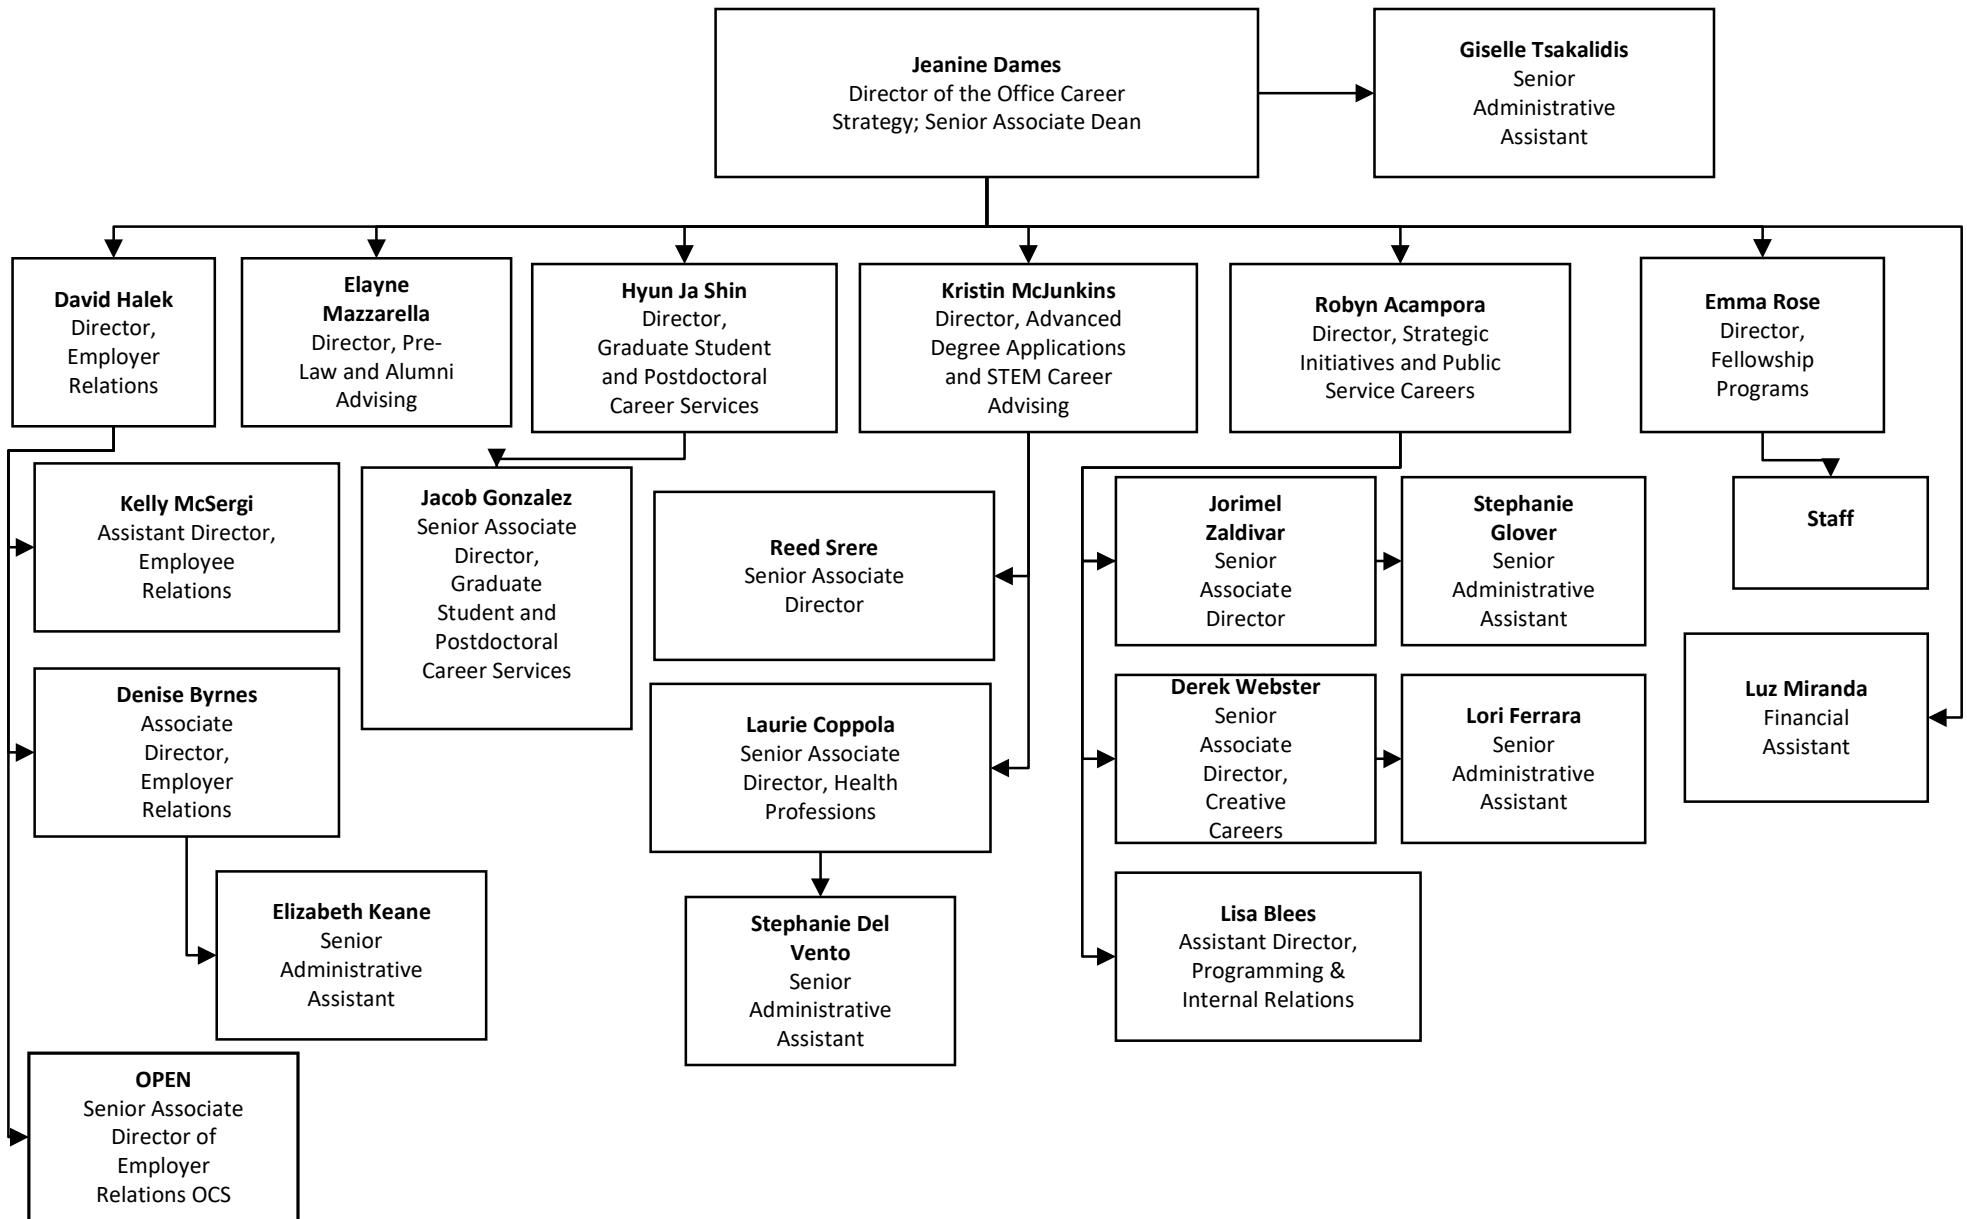 Jeanine Dames
Director of the Office Career
Strategy; Senior Associate Dean
Giselle Tsakalidis
Senior
Administrative
Assistant
David Halek
Director,
Employer
Relations
Elayne
Mazzarella
Director, Pre-
Law and Alumni
Advising
Hyun Ja Shin
Director,
Graduate Student
and Postdoctoral
Career Services
Kristin McJunkins
Director, Advanced
Degree Applications
and STEM Career
Advising
Robyn Acampora
Director, Strategic
Initiatives and Public
Service Careers
Emma Rose
Director,
Fellowship
Programs
Kelly McSergi
Assistant Director,
Employee
Relations
Jacob Gonzalez
Senior Associate
Director,
Graduate
Student and
Postdoctoral
Career Services
Reed Srere
Senior Associate
Director
Jorimel
Zaldivar
Senior
Associate
Director
Stephanie
Glover
Senior
Administrative
Assistant
Staff
Denise Byrnes
Associate
Director,
Employer
Relations
Laurie Coppola
Senior Associate
Director, Health
Professions
Derek Webster
Senior
Associate
Director,
Creative
Careers
Lori Ferrara
Senior
Administrative
Assistant
Luz Miranda
Financial
Assistant
Elizabeth Keane
Senior
Administrative
Assistant
Stephanie Del
Vento
Senior
Administrative
Assistant
Lisa Blees
Assistant Director,
Programming &
Internal Relations
OPEN
Senior Associate
Director of
Employer
Relations OCS